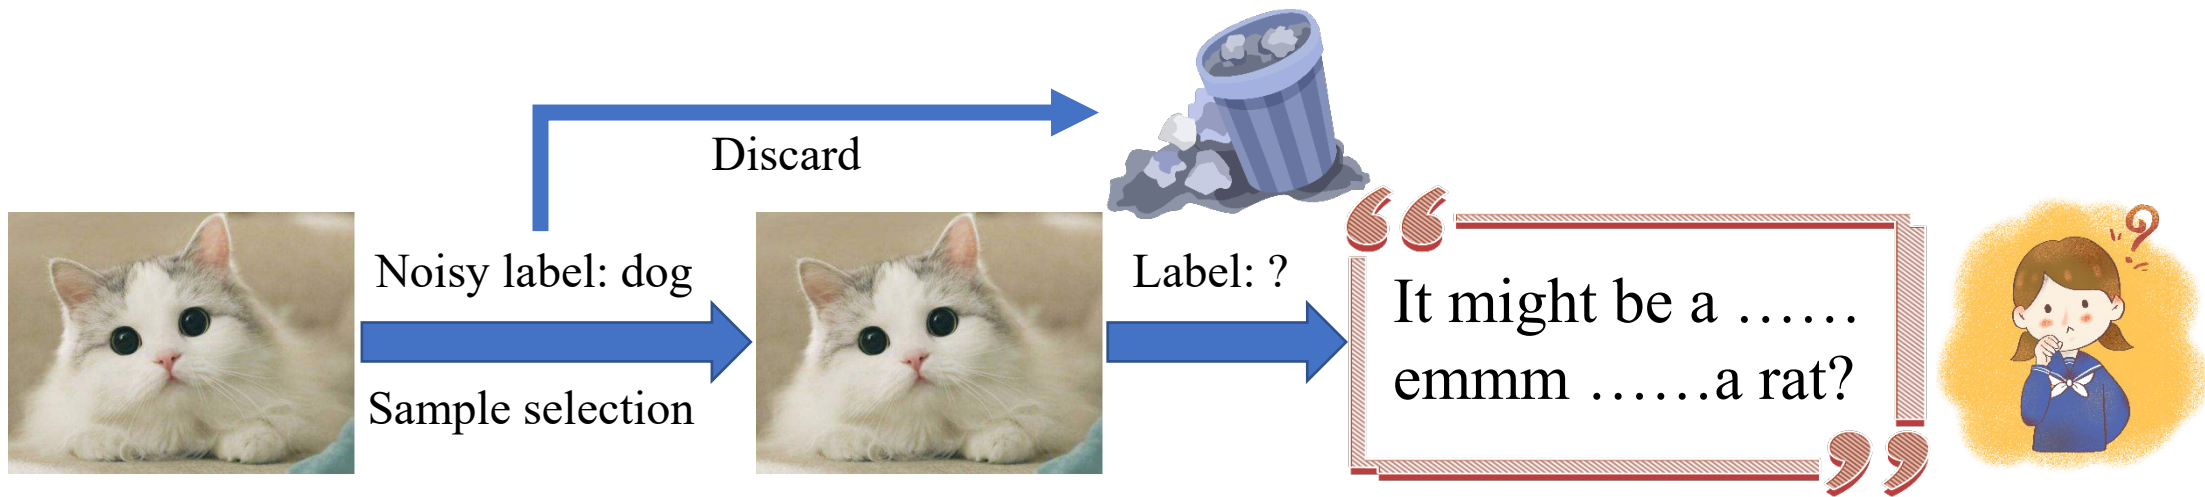 Discard
Noisy label: dog
Sample selection
Label: ?
“
It might be a ……
emmm ……a rat?
”